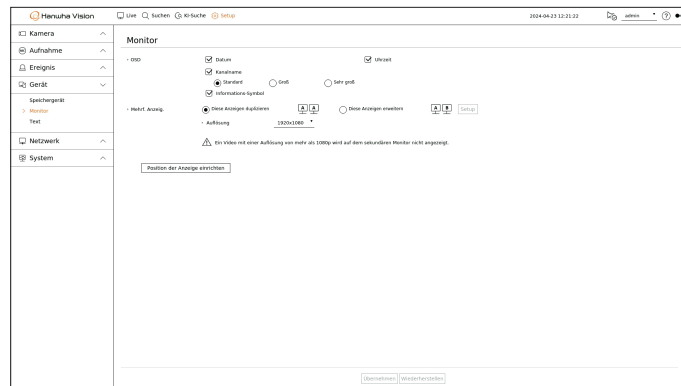 Hanwha Vision Live Suchen KI-Suche Setup 2024-04-23 12:21:22 admin ?
Kamera
Aufnahme
Ereignis
Gerät
Speichergerät
Monitor
Text
Netzwerk
System
Monitor
• OSD Datum Uhrzeit
Kanalname
Standard Groß Sehr groß
Informations-Symbol
• Mehrf. Anzeig. Diese Anzeigen duplizieren A A Diese Anzeigen erweitern A B Setup
• Auflösung 1920x1080
Ein Video mit einer Auflösung von mehr als 1080p wird auf dem sekundären Monitor nicht angezeigt.
Position der Anzeige einrichten
Übernehmen Wiederherstellen